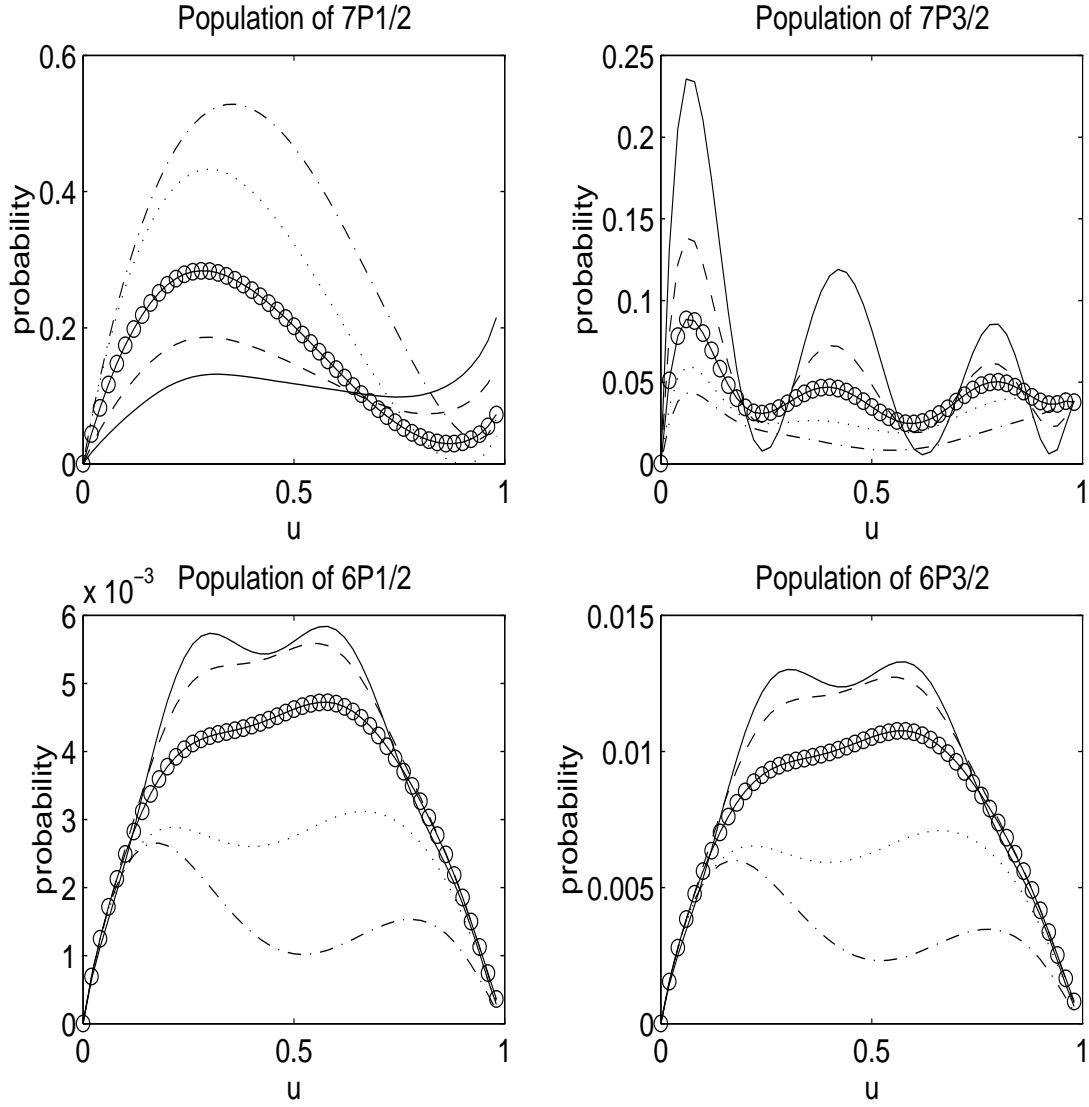 Population of 7P1/2
0.6
0.4
0.2
0
0
0.5
1
probability
u
Population of 7P3/2
0.25
0.2
0.15
0.1
0.05
0
0
0.5
1
probability
u
x 10−3
Population of 6P1/2
6
5
4
3
2
1
0
0
0.5
1
probability
u
Population of 6P3/2
0.015
0.01
0.005
0
0
0.5
1
probability
u